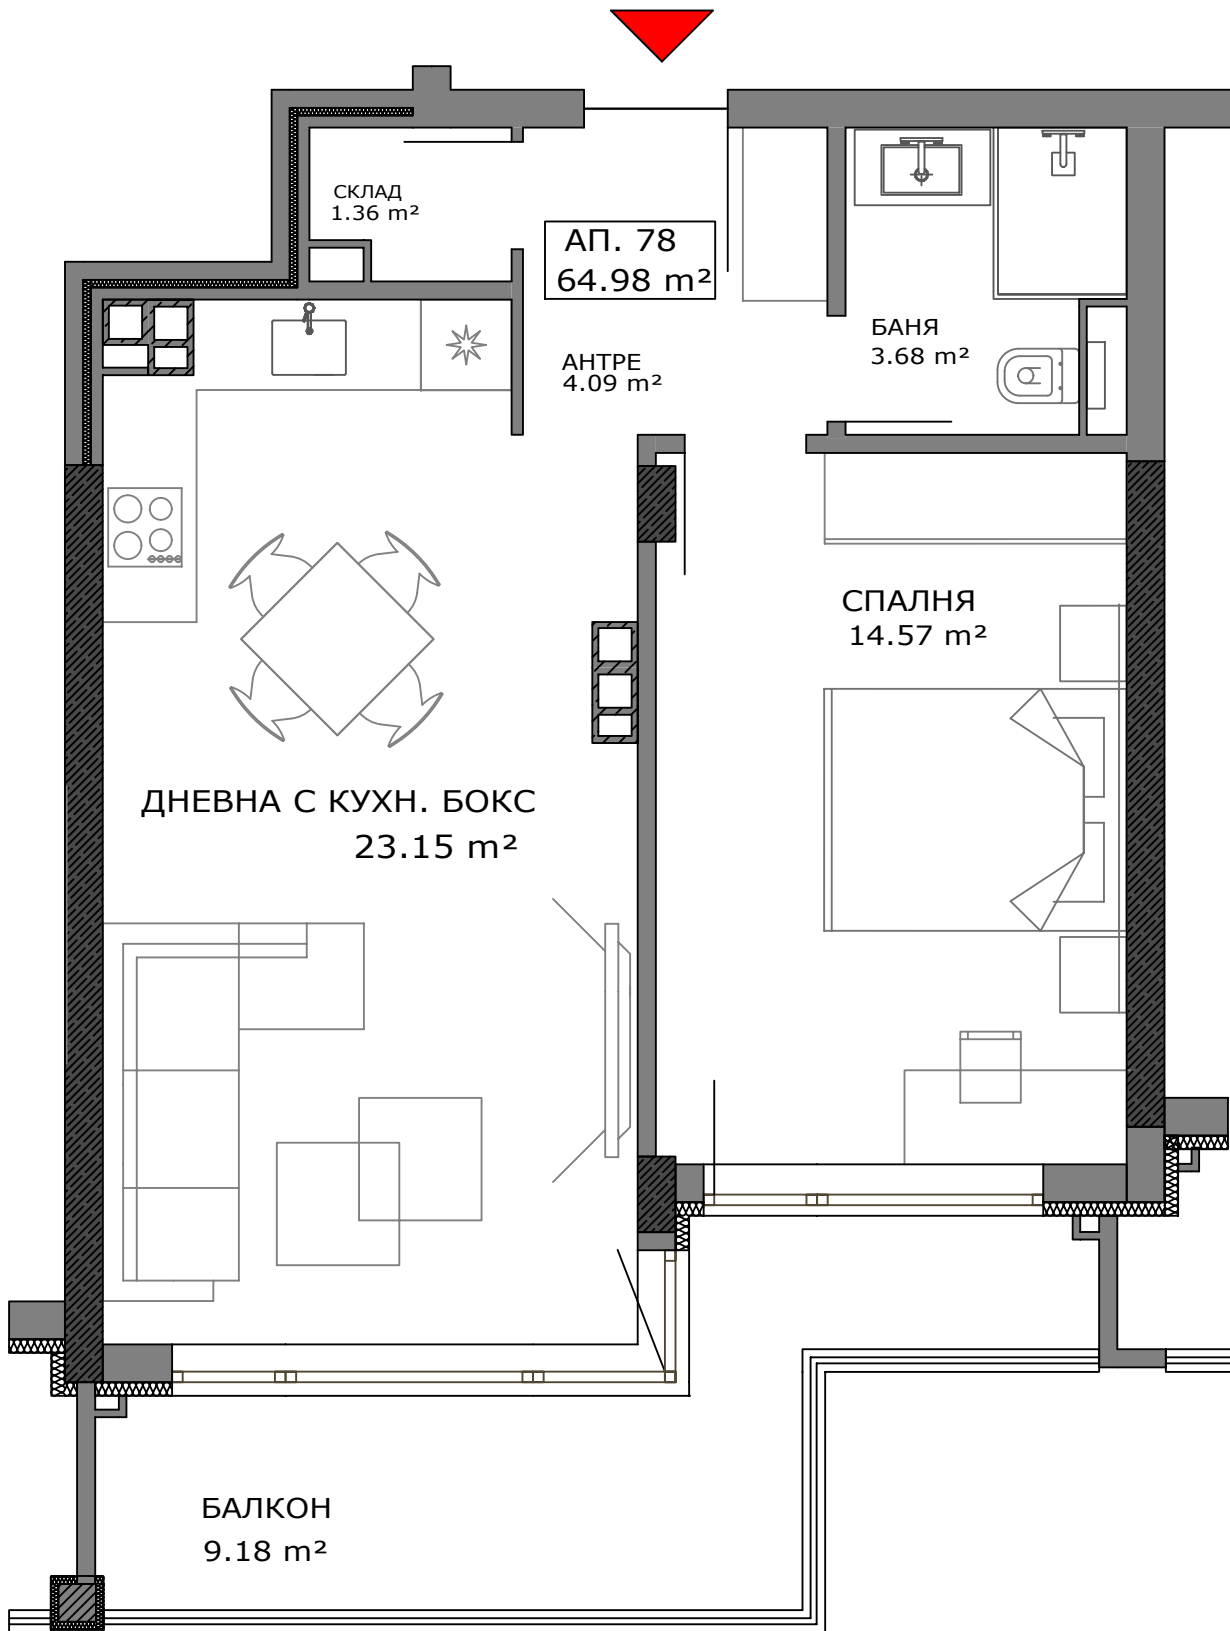 СКЛАД
1.36 m²
АП. 78
64.98 m²
БАНЯ
3.68 m²
АНТРЕ
4.09 m²
СПАЛНЯ
14.57 m²
ДНЕВНА С КУХН. БОКС
23.15 m²
БАЛКОН
9.18 m²